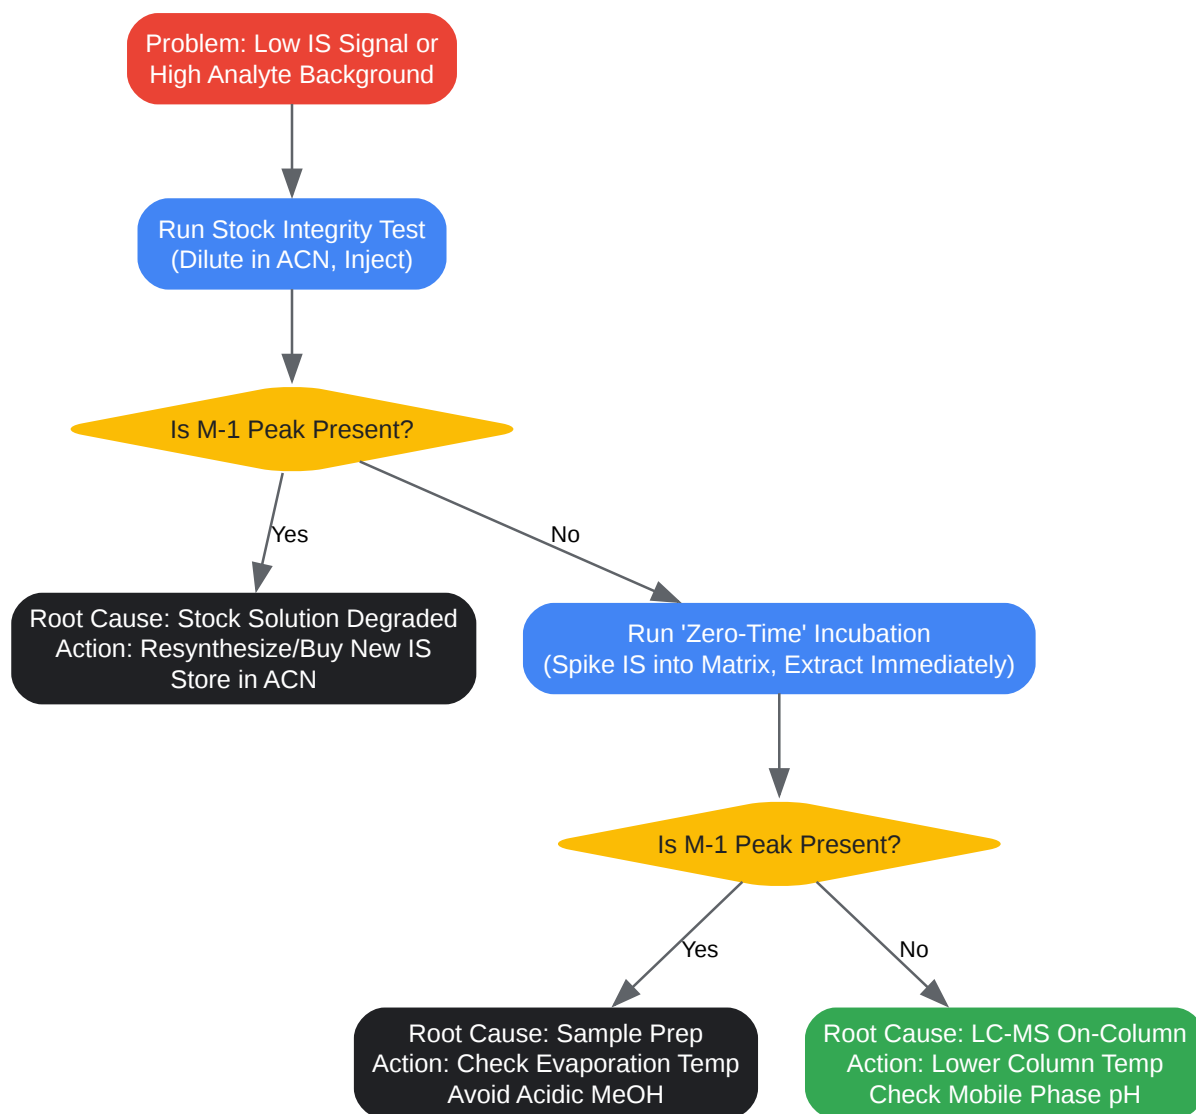 Problem: Low IS Signal or
High Analyte Background
Run Stock Integrity Test
(Dilute in ACN, Inject)
Is M-1 Peak Present?
Yes
No
Root Cause: Stock Solution Degraded
Action: Resynthesize/Buy New IS
Store in ACN
Run 'Zero-Time' Incubation
(Spike IS into Matrix, Extract Immediately)
Is M-1 Peak Present?
Yes
No
Root Cause: Sample Prep
Action: Check Evaporation Temp
Avoid Acidic MeOH
Root Cause: LC-MS On-Column
Action: Lower Column Temp
Check Mobile Phase pH